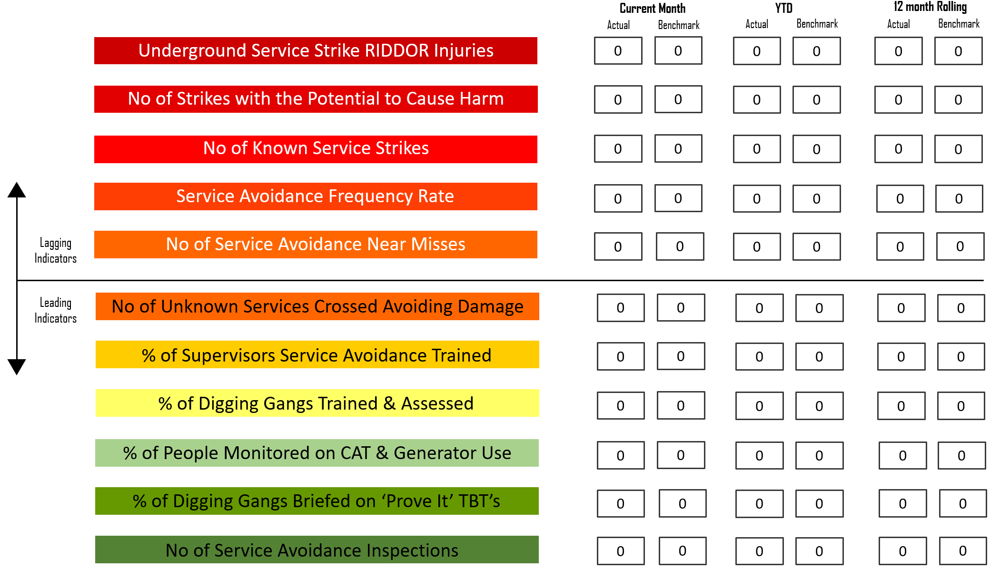 Current Month YTD 12 month Rolling
Actual Benchmark Actual Benchmark Actual Benchmark
Underground Service Strike RIDDOR Injuries 0 0 0 0 0 0
No of Strikes with the Potential to Cause Harm 0 0 0 0 0 0
No of Known Service Strikes 0 0 0 0 0 0
Service Avoidance Frequency Rate 0 0 0 0 0 0
Lagging
Indicators
No of Service Avoidance Near Misses 0 0 0 0 0 0
Leading
Indicators
No of Unknown Services Crossed Avoiding Damage 0 0 0 0 0 0
% of Supervisors Service Avoidance Trained 0 0 0 0 0 0
% of Digging Gangs Trained & Assessed 0 0 0 0 0 0
% of People Monitored on CAT & Generator Use 0 0 0 0 0 0
% of Digging Gangs Briefed on ‘Prove It’ TBT’s 0 0 0 0 0 0
No of Service Avoidance Inspections 0 0 0 0 0 0